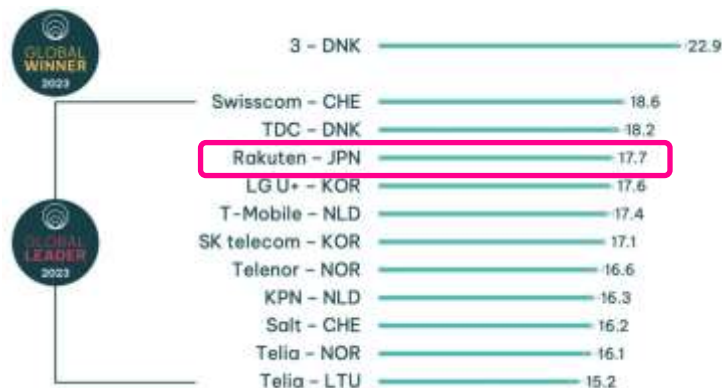 GLOBAL
WINNER
2023
3 – DNK 22.9
Swisscom – CHE 18.6
TDC – DNK 18.2
Rakuten – JPN 17.7
LG U+ – KOR 17.6
T-Mobile – NLD 17.4
SK telecom – KOR 17.1
GLOBAL
LEADER
2023
Telenor – NOR 16.6
KPN – NLD 16.3
Salt – CHE 16.2
Telia – NOR 16.1
Telia – LTU 15.2